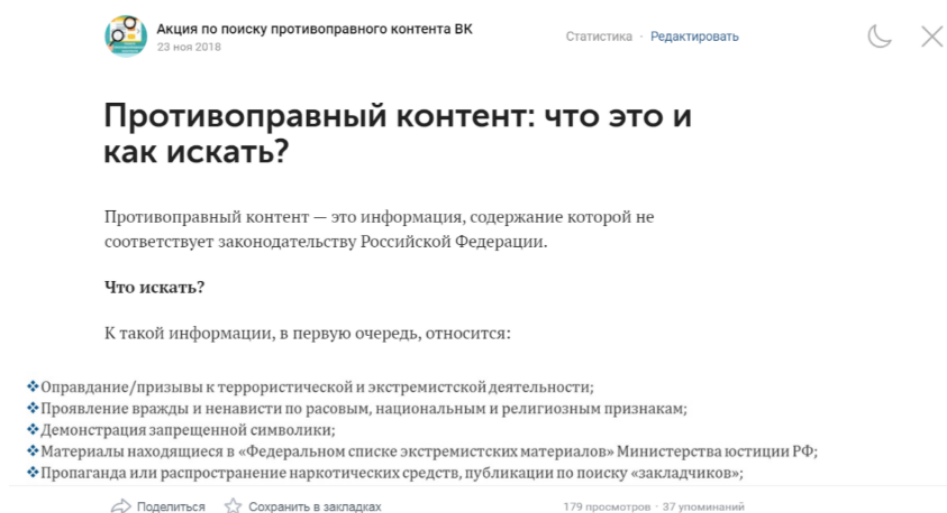 Акция по поиску противоправного контента ВК
23 ноя 2018
Статистика · Редактировать
Противоправный контент: что это и
как искать?
Противоправный контент — это информация, содержание которой не
соответствует законодательству Российской Федерации.
Что искать?
К такой информации, в первую очередь, относится:
❖Оправдание/призывы к террористической и экстремистской деятельности;
❖Проявление вражды и ненависти по расовым, национальным и религиозным признакам;
❖Демонстрация запрещенной символики;
❖Материалы находящиеся в «Федеральном списке экстремистских материалов» Министерства юстиции РФ;
❖Пропаганда или распространение наркотических средств, публикации по поиску «закладчиков»;
Поделиться Сохранить в закладках 179 просмотров · 37 упоминаний